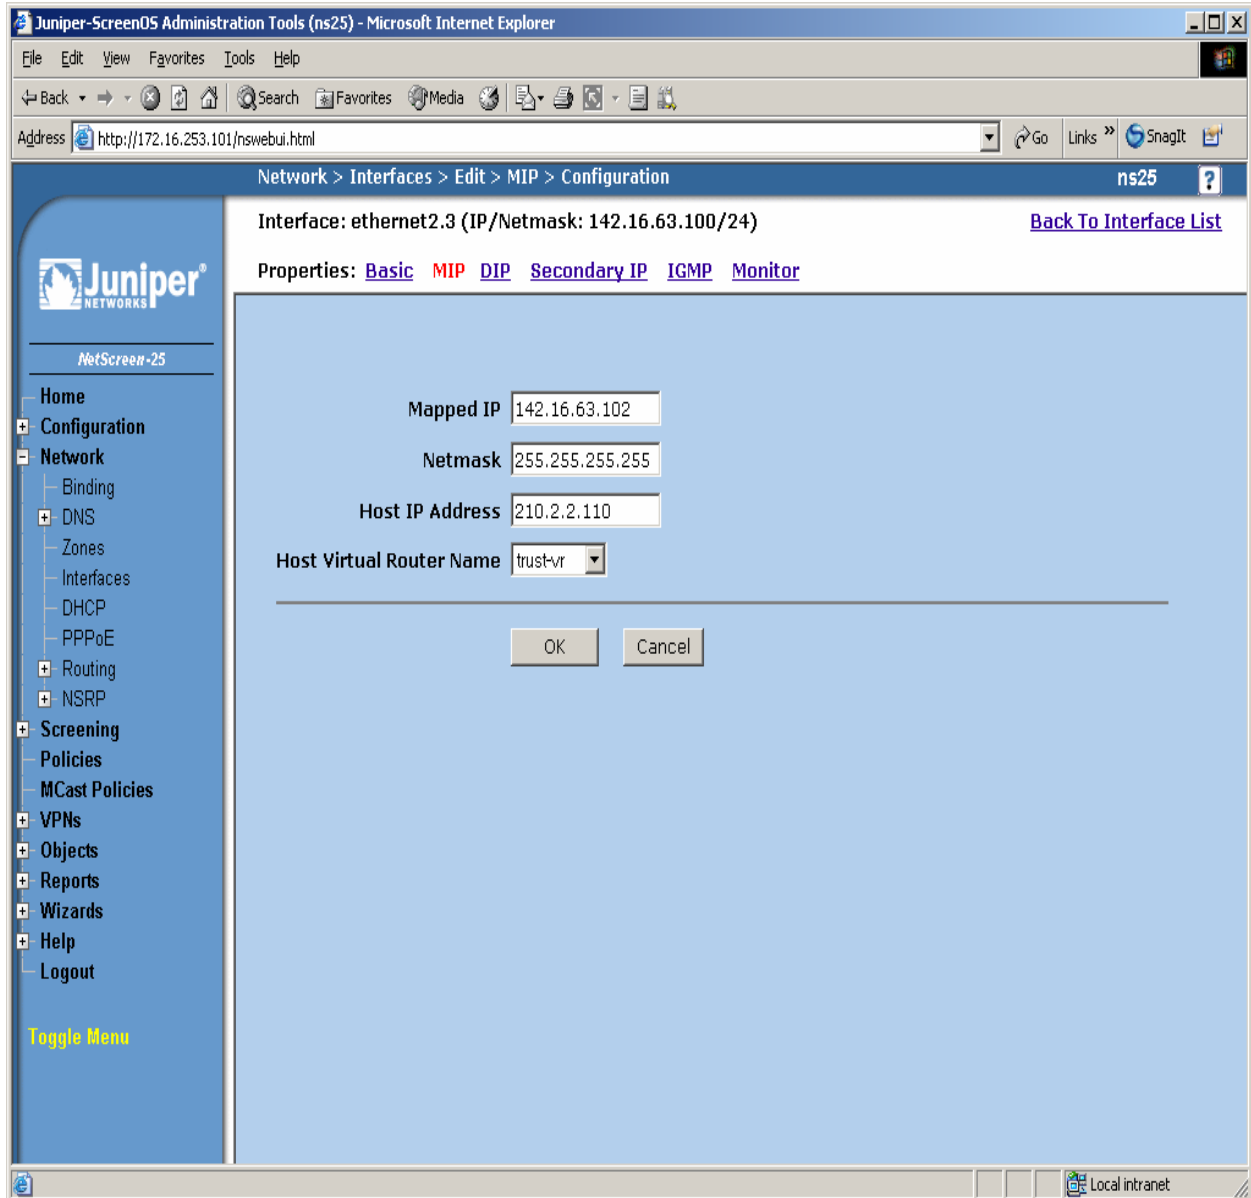 Juniper-ScreenOS Administration Tools (ns25) - Microsoft Internet Explorer
File Edit View Favorites Tools Help
Back Search Favorites Media
Address http://172.16.253.101/nswebui.html Go Links » SnagIt
Network > Interfaces > Edit > MIP > Configuration ns25 ?
Interface: ethernet2.3 (IP/Netmask: 142.16.63.100/24) Back To Interface List
Properties: Basic MIP DIP Secondary IP IGMP Monitor
Juniper®
NETWORKS
NetScreen-25
Home
Configuration
Network
Binding
DNS
Zones
Interfaces
DHCP
PPPoE
Routing
NSRP
Screening
Policies
MCast Policies
VPNs
Objects
Reports
Wizards
Help
Logout
Toggle Menu
Mapped IP 142.16.63.102
Netmask 255.255.255.255
Host IP Address 210.2.2.110
Host Virtual Router Name trust-vr
OK Cancel
Local intranet